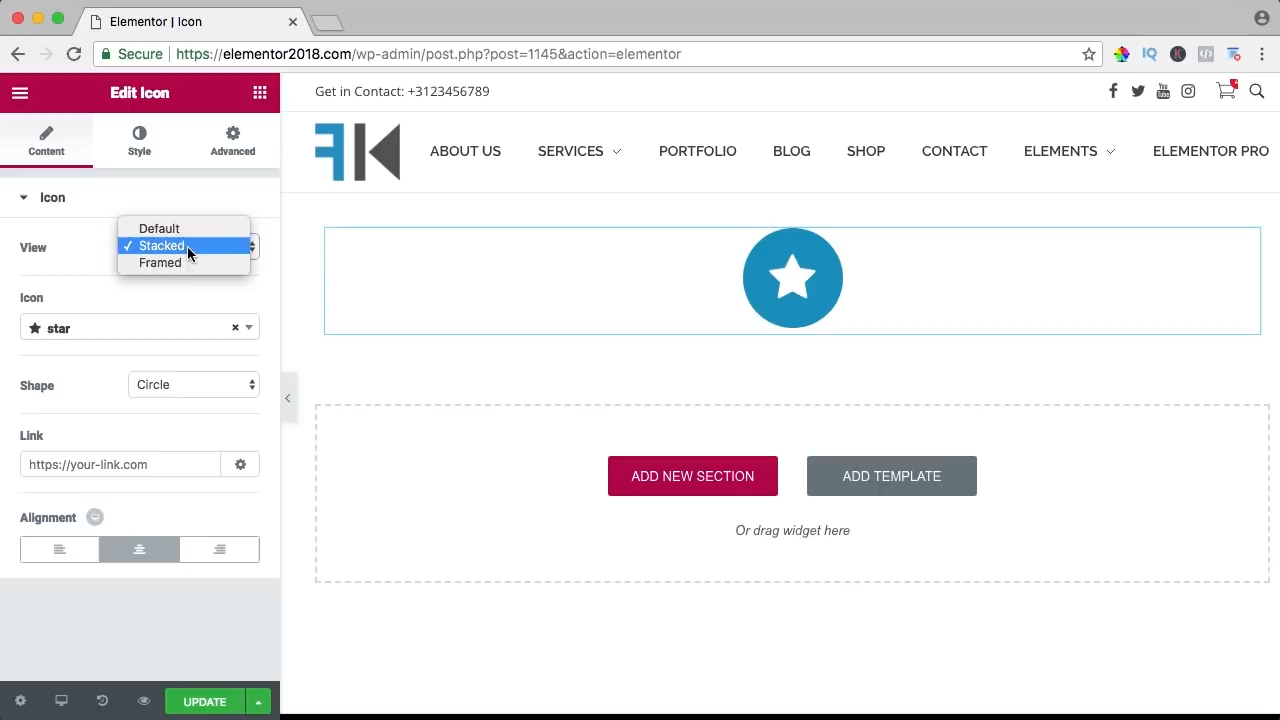 Elementor | Icon
Secure | https://elementor2018.com/wp-admin/post.php?post=1145&action=elementor
Edit Icon
Content
Style
Advanced
Icon
View
Default
✓ Stacked
Framed
Icon
star
Shape
Circle
Link
https://your-link.com
Alignment
UPDATE
Get in Contact: +3123456789
FK
ABOUT US
SERVICES
PORTFOLIO
BLOG
SHOP
CONTACT
ELEMENTS
ELEMENTOR PRO
ADD NEW SECTION
ADD TEMPLATE
Or drag widget here